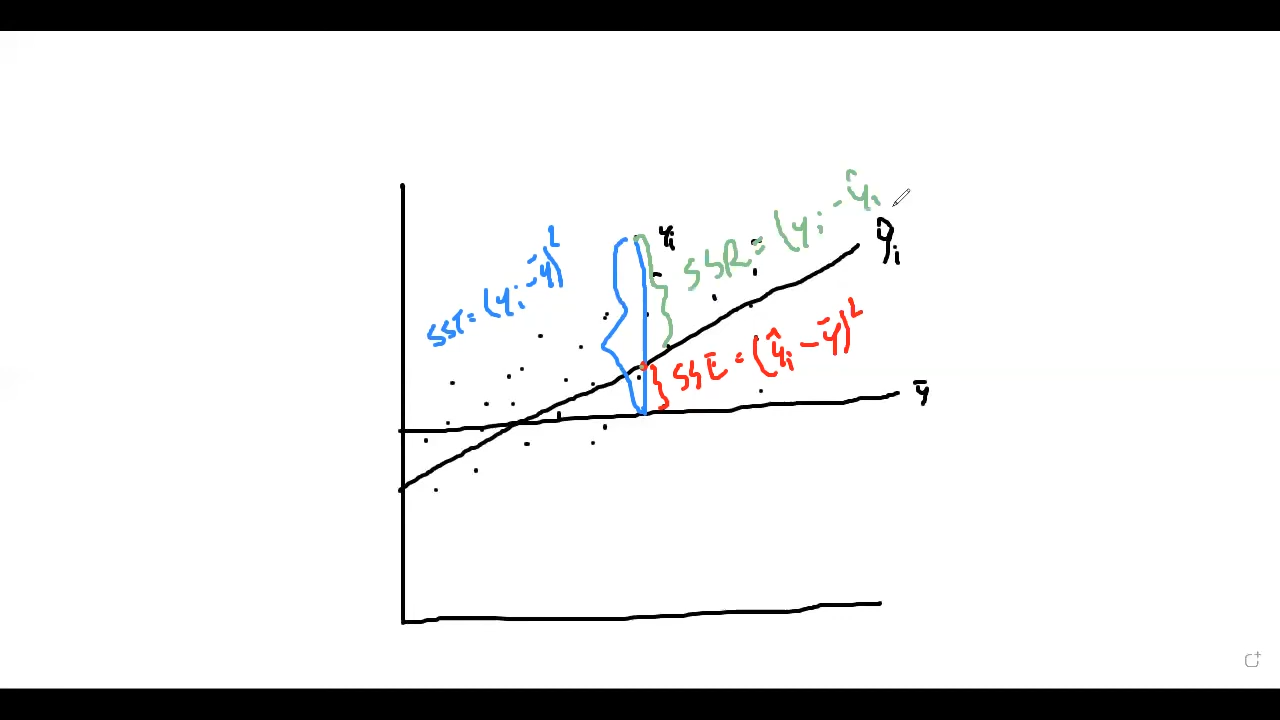 SST = (yᵢ - ȳ)²
yᵢ
SSR = (yᵢ - ŷᵢ
ŷᵢ
SSE = (ŷᵢ - ȳ)²
ȳ